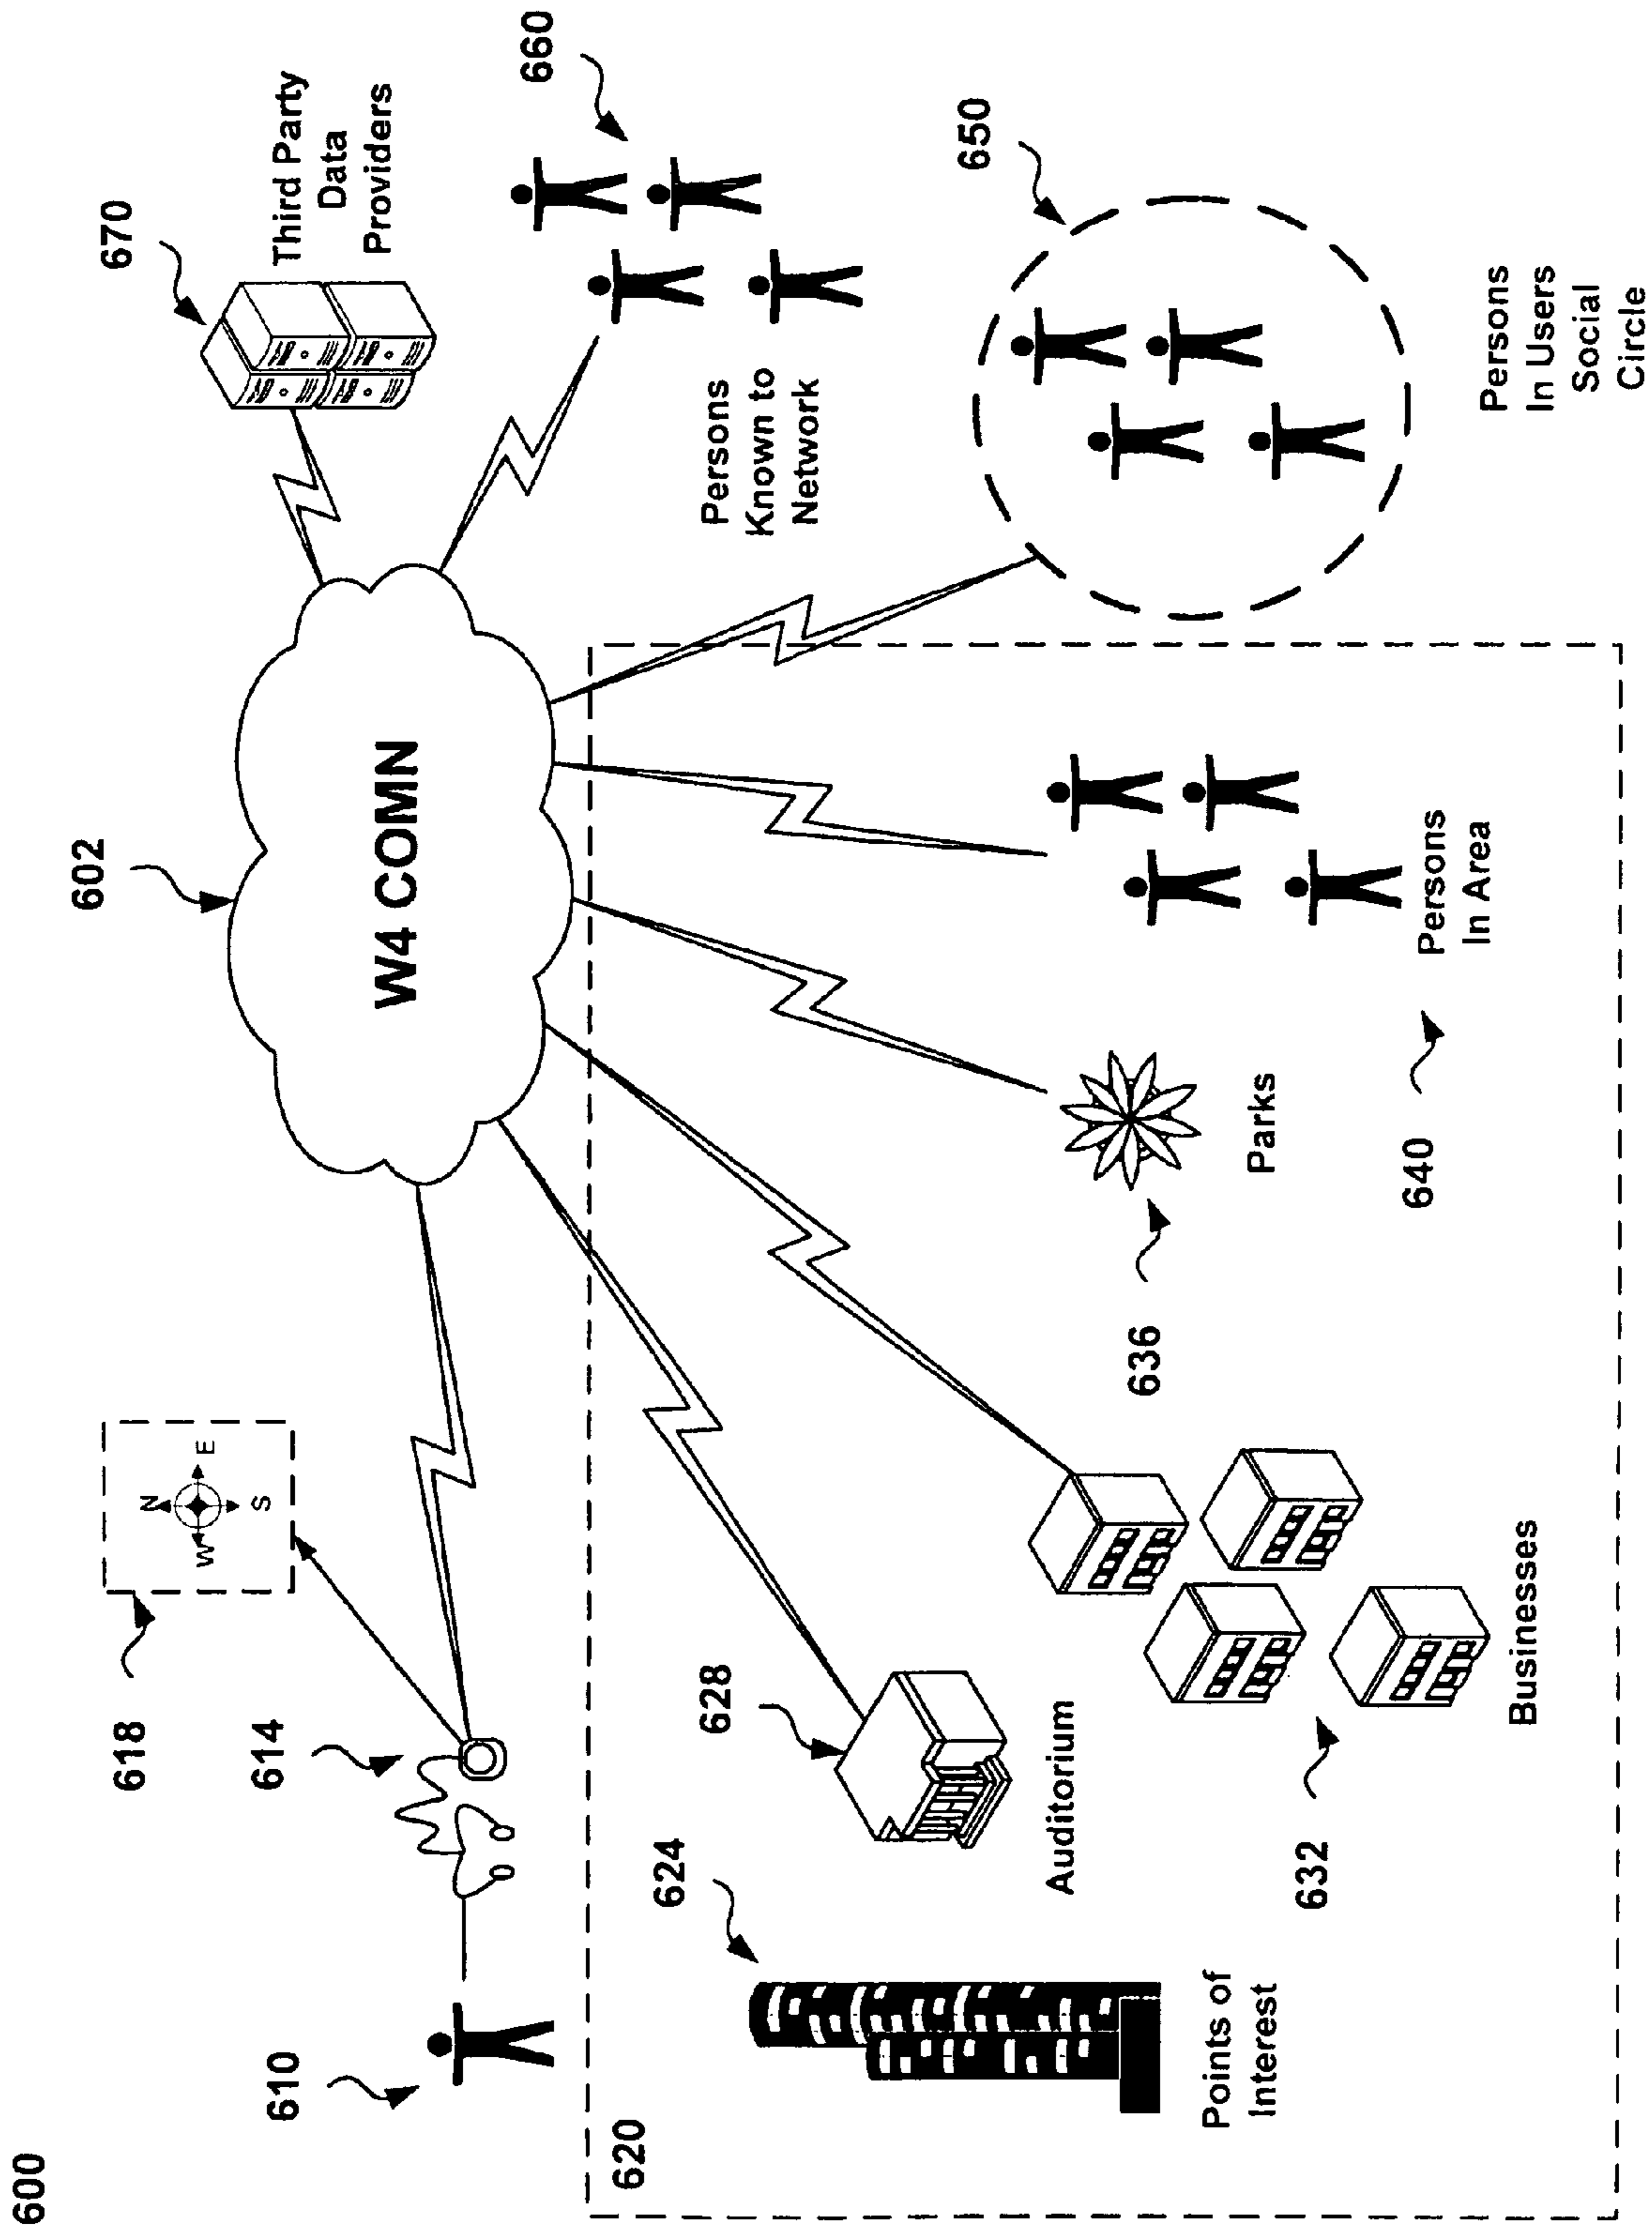 600
602
W4 COMN
670
Third Party
Data
Providers
660
Persons
Known to
Network
650
Persons
In Users
Social
Circle
618
N
W
E
S
614
610
620
624
Points of
Interest
628
Auditorium
632
Businesses
636
Parks
640
Persons
In Area